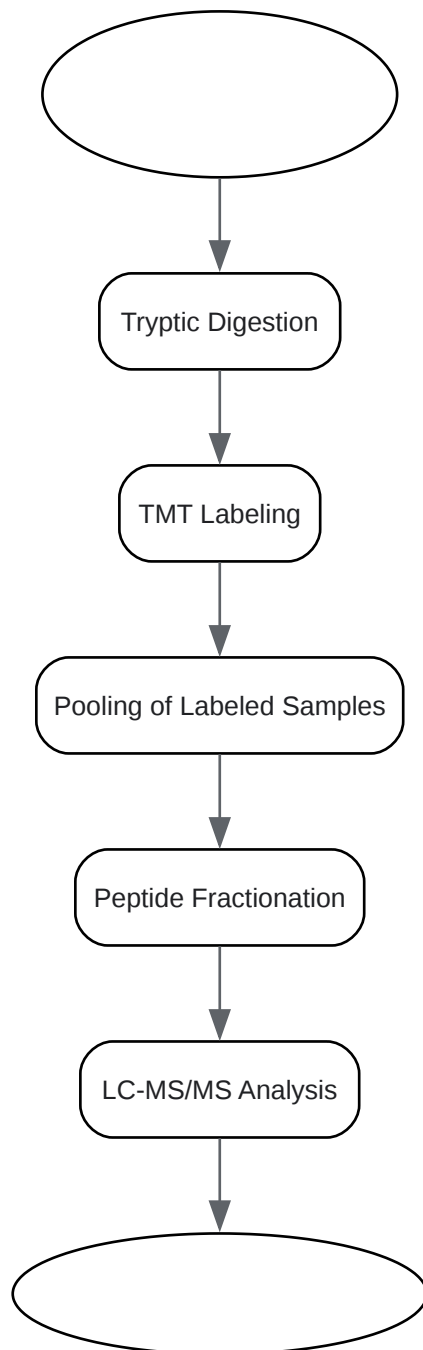 Tryptic Digestion
TMT Labeling
Pooling of Labeled Samples
Peptide Fractionation
LC-MS/MS Analysis